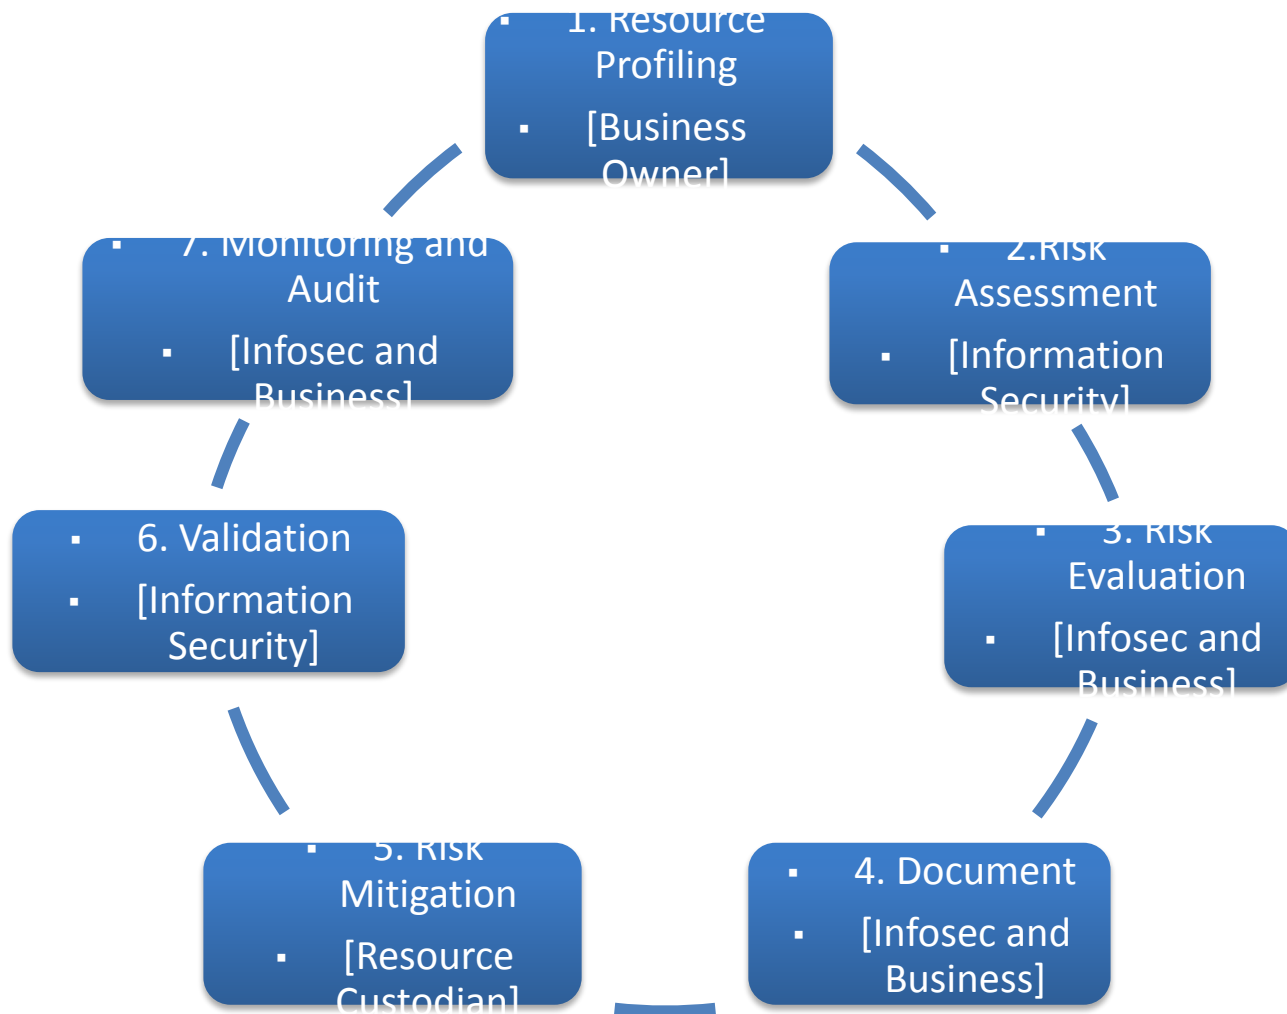 ▪ 1. Resource
Profiling
▪ [Business
Owner]
▪ 2.Risk
Assessment
▪ [Information
Security]
▪ 3. Risk
Evaluation
▪ [Infosec and
Business]
▪ 4. Document
▪ [Infosec and
Business]
▪ 5. Risk
Mitigation
▪ [Resource
Custodian]
▪ 6. Validation
▪ [Information
Security]
▪ 7. Monitoring and
Audit
▪ [Infosec and
Business]